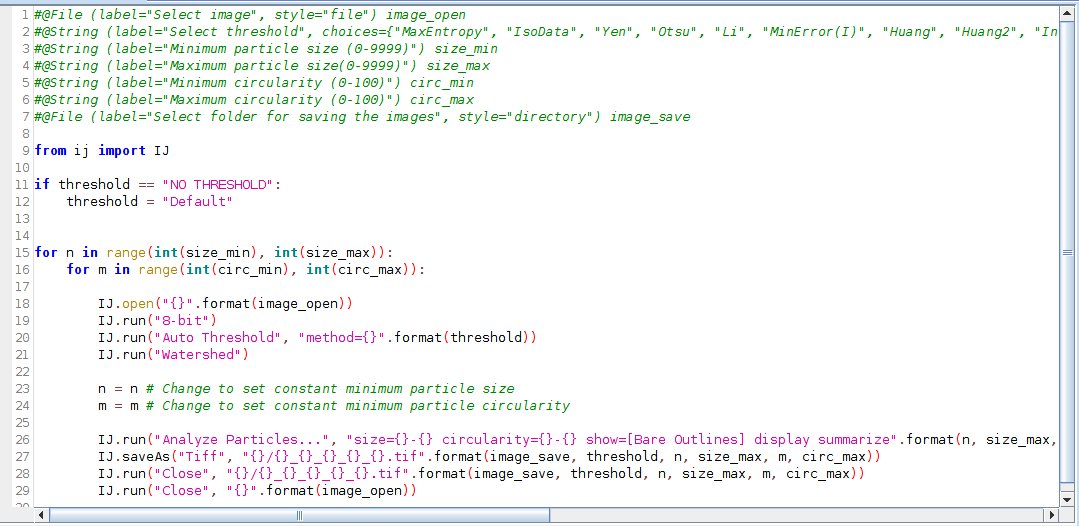 1 #@File (label="Select image", style="file") image_open
2 #@String (label="Select threshold", choices={"MaxEntropy", "IsoData", "Yen", "Otsu", "Li", "MinError(I)", "Huang", "Huang2", "In
3 #@String (label="Minimum particle size (0-9999)") size_min
4 #@String (label="Maximum particle size(0-9999)") size_max
5 #@String (label="Minimum circularity (0-100)") circ_min
6 #@String (label="Maximum circularity (0-100)") circ_max
7 #@File (label="Select folder for saving the images", style="directory") image_save
8
9 from ij import IJ
10
11 if threshold == "NO THRESHOLD":
12     threshold = "Default"
13
14
15 for n in range(int(size_min), int(size_max)):
16     for m in range(int(circ_min), int(circ_max)):
17
18         IJ.open("{}".format(image_open))
19         IJ.run("8-bit")
20         IJ.run("Auto Threshold", "method={}".format(threshold))
21         IJ.run("Watershed")
22
23         n = n # Change to set constant minimum particle size
24         m = m # Change to set constant minimum particle circularity
25
26         IJ.run("Analyze Particles...", "size={}-{} circularity={}-{} show=[Bare Outlines] display summarize".format(n, size_max,
27         IJ.saveAs("Tiff", "{}/{}_{}_{}_{}_{}.tif".format(image_save, threshold, n, size_max, m, circ_max))
28         IJ.run("Close", "{}/{}_{}_{}_{}_{}.tif".format(image_save, threshold, n, size_max, m, circ_max))
29         IJ.run("Close", "{}".format(image_open))